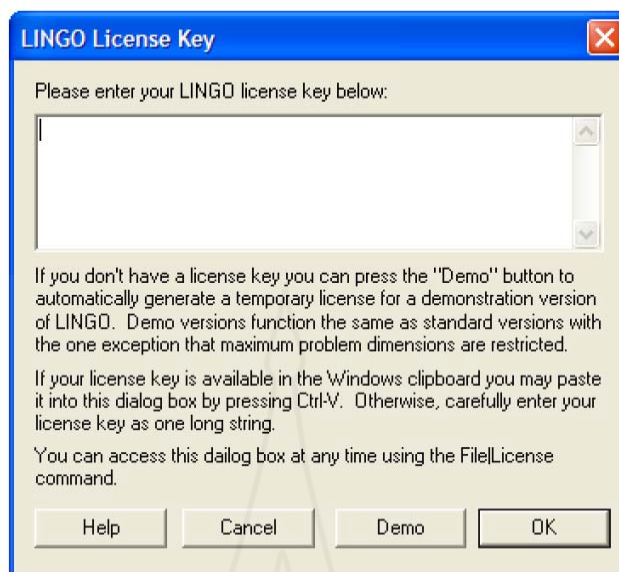 LINGO License Key
Please enter your LINGO license key below:
If you don't have a license key you can press the "Demo" button to
automatically generate a temporary license for a demonstration version
of LINGO. Demo versions function the same as standard versions with
the one exception that maximum problem dimensions are restricted.
If your license key is available in the Windows clipboard you may paste
it into this dialog box by pressing Ctrl-V. Otherwise, carefully enter your
license key as one long string.
You can access this dailog box at any time using the File|License
command.
Help Cancel Demo OK